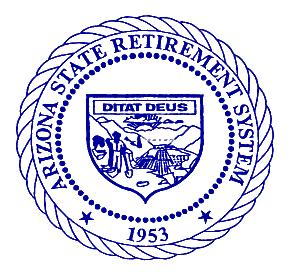 ARIZONA STATE RETIREMENT SYSTEM
DITAT DEUS
1953